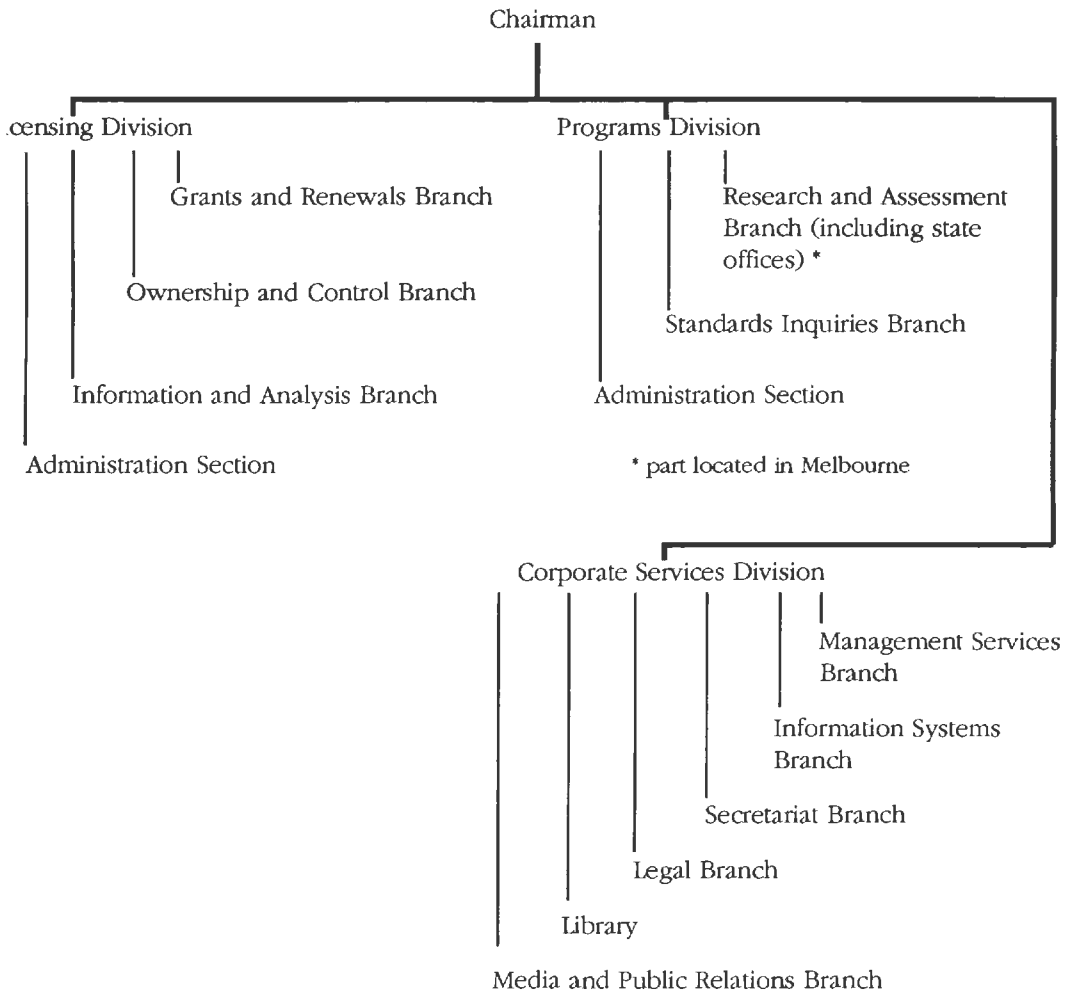 Chairman
censing Division
Programs Division
Grants and Renewals Branch
Research and Assessment
Branch (including state
offices) *
Ownership and Control Branch
Standards Inquiries Branch
Information and Analysis Branch
Administration Section
Administration Section
* part located in Melbourne
Corporate Services Division
Management Services
Branch
Information Systems
Branch
Secretariat Branch
Legal Branch
Library
Media and Public Relations Branch